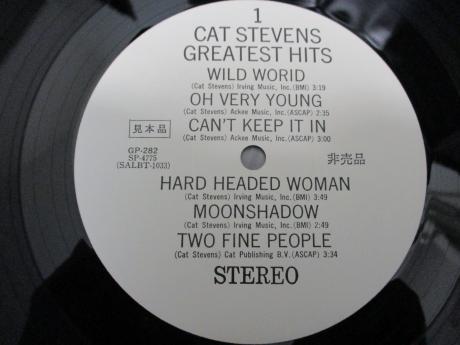 1
CAT STEVENS
GREATEST HITS
WILD WORID
(Cat Stevens) Irving Music, Inc.(BMI) 3:19
OH VERY YOUNG
(Cat Stevens) Ackee Music, Inc.(ASCAP) 2:35
CAN'T KEEP IT IN
(Cat Stevens) Ackee Music, Inc.(ASCAP) 3:00
見本品
GP-282
SP-4775
(SALBT-1033)
非売品
HARD HEADED WOMAN
(Cat Stevens) Irving Music, Inc.(BMI) 3:49
MOONSHADOW
(Cat Stevens) Irving Music, Inc.(BMI) 2:49
TWO FINE PEOPLE
(Cat Stevens) Cat Publishing B.V.(ASCAP) 3:34
STEREO